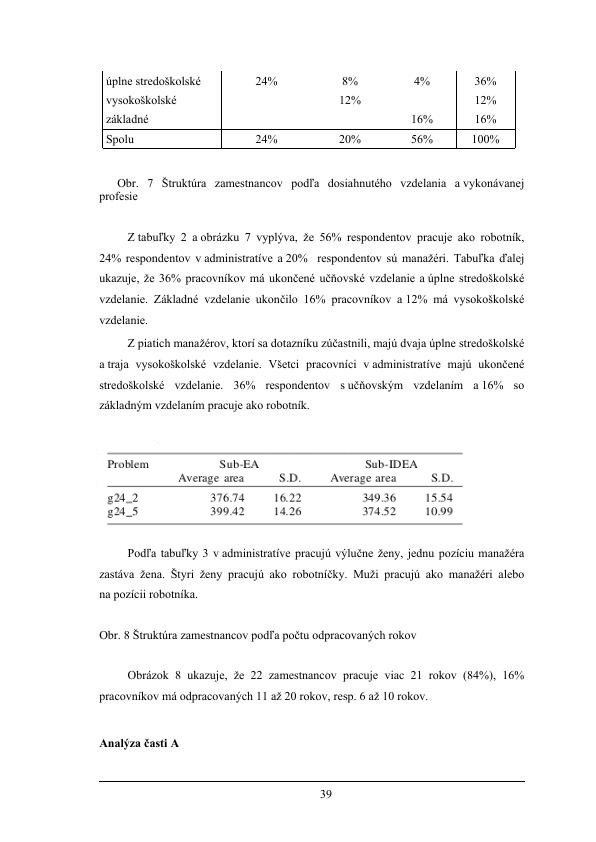 úplne stredoškolské 24% 8% 4% 36%
vysokoškolské 12% 12%
základné 16% 16%
Spolu 24% 20% 56% 100%
Obr. 7 Štruktúra zamestnancov podľa dosiahnutého vzdelania a vykonávanej
profesie
Z tabuľky 2 a obrázku 7 vyplýva, že 56% respondentov pracuje ako robotník,
24% respondentov v administratíve a 20% respondentov sú manažéri. Tabuľka ďalej
ukazuje, že 36% pracovníkov má ukončené učňovské vzdelanie a úplne stredoškolské
vzdelanie. Základné vzdelanie ukončilo 16% pracovníkov a 12% má vysokoškolské
vzdelanie.
Z piatich manažérov, ktorí sa dotazníku zúčastnili, majú dvaja úplne stredoškolské
a traja vysokoškolské vzdelanie. Všetci pracovníci v administratíve majú ukončené
stredoškolské vzdelanie. 36% respondentov s učňovským vzdelaním a 16% so
základným vzdelaním pracuje ako robotník.
Problem Sub-EA Sub-IDEA
Average area S.D. Average area S.D.
g24_2 376.74 16.22 349.36 15.54
g24_5 399.42 14.26 374.52 10.99
Podľa tabuľky 3 v administratíve pracujú výlučne ženy, jednu pozíciu manažéra
zastáva žena. Štyri ženy pracujú ako robotníčky. Muži pracujú ako manažéri alebo
na pozícii robotníka.
Obr. 8 Štruktúra zamestnancov podľa počtu odpracovaných rokov
Obrázok 8 ukazuje, že 22 zamestnancov pracuje viac 21 rokov (84%), 16%
pracovníkov má odpracovaných 11 až 20 rokov, resp. 6 až 10 rokov.
Analýza časti A
39